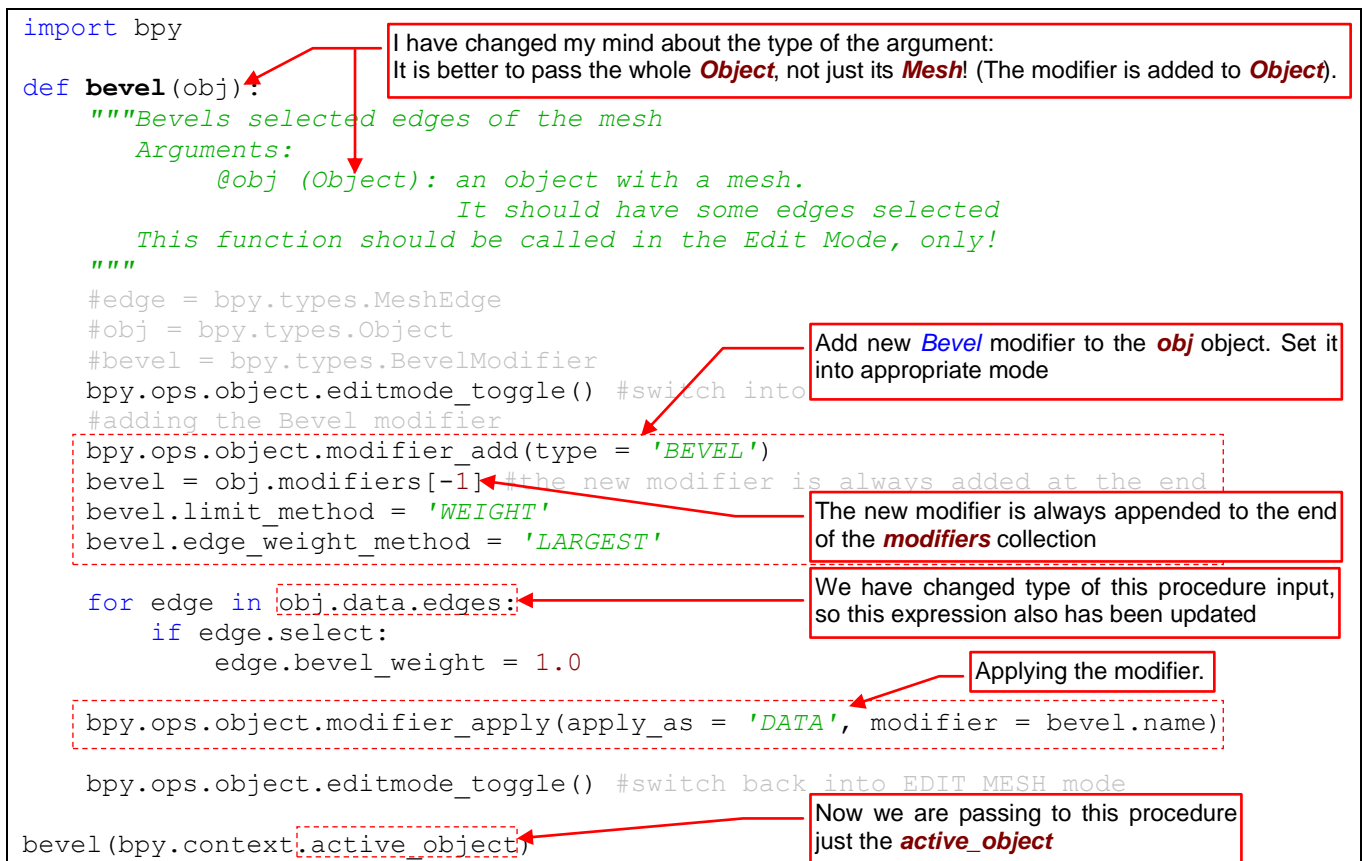 import bpy
I have changed my mind about the type of the argument:
It is better to pass the whole Object, not just its Mesh! (The modifier is added to Object).
def bevel(obj):
"""Bevels selected edges of the mesh
Arguments:
@obj (Object): an object with a mesh.
It should have some edges selected
This function should be called in the Edit Mode, only!
"""
#edge = bpy.types.MeshEdge
#obj = bpy.types.Object
#bevel = bpy.types.BevelModifier
Add new Bevel modifier to the obj object. Set it
into appropriate mode
bpy.ops.object.editmode_toggle() #switch into
#adding the Bevel modifier
bpy.ops.object.modifier_add(type = 'BEVEL')
bevel = obj.modifiers[-1] #the new modifier is always added at the end
bevel.limit_method = 'WEIGHT'
bevel.edge_weight_method = 'LARGEST'
The new modifier is always appended to the end
of the modifiers collection
for edge in obj.data.edges:
We have changed type of this procedure input,
so this expression also has been updated
if edge.select:
edge.bevel_weight = 1.0
Applying the modifier.
bpy.ops.object.modifier_apply(apply_as = 'DATA', modifier = bevel.name)
bpy.ops.object.editmode_toggle() #switch back into EDIT_MESH mode
Now we are passing to this procedure
just the active_object
bevel(bpy.context.active_object)